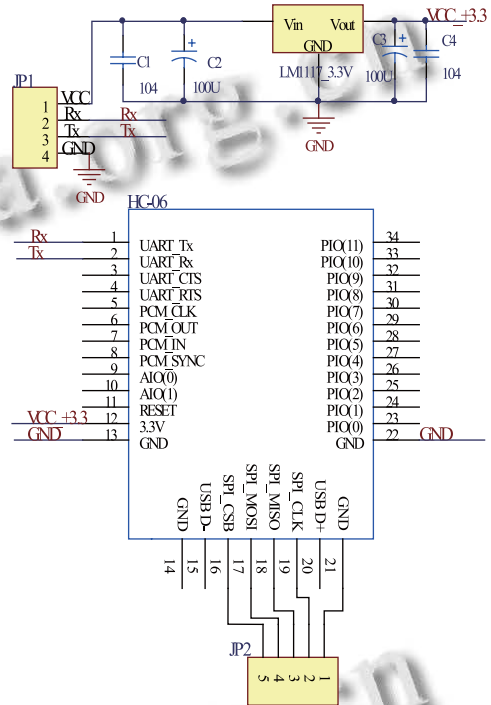 VCC_+3.3
Vin Vout
GND
C1 C2 C3 C4
LM1117_3.3V
104 100U 100U 104
GND
JP1
1 VCC
2 Rx Rx
3 Tx Tx
4 GND
GND
HC-06
Rx 1 UART_Tx PIO(11) 34
Tx 2 UART_Rx PIO(10) 33
3 UART_CTS PIO(9) 32
4 UART_RTS PIO(8) 31
5 PCM_CLK PIO(7) 30
6 PCM_OUT PIO(6) 29
7 PCM_IN PIO(5) 28
8 PCM_SYNC PIO(4) 27
9 AIO(0) PIO(3) 26
10 AIO(1) PIO(2) 25
11 RESET PIO(1) 24
VCC_+3.3 12 3.3V PIO(0) 23
GND 13 GND GND 22 GND
GND USB D- SPI_CSB SPI_MOSI SPI_MISO SPI_CLK USB D+ GND
14 15 16 17 18 19 20 21
JP2
5 4 3 2 1
a.org.cn
n